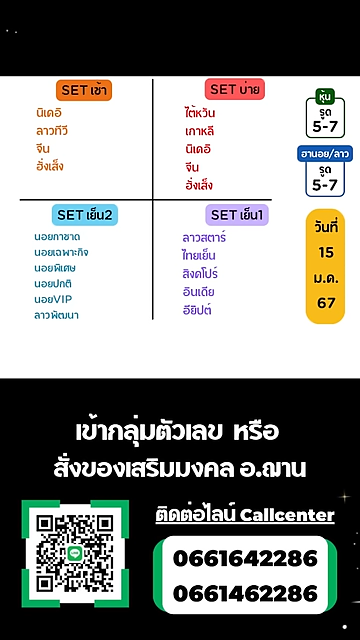 SET เช้า
นิเคอิ
ลาวทีวี
จีน
ฮั่งเส็ง
SET บ่าย
ไต้หวัน
เกาหลี
นิเคอิ
จีน
ฮั่งเส็ง
หุ้น
รูด
5-7
ฮานอย/ลาว
รูด
5-7
SET เย็น2
นอยกาชาด
นอยเฉพาะกิจ
นอยพิเศษ
นอยปกติ
นอยVIP
ลาวพัฒนา
SET เย็น1
ลาวสตาร์
ไทยเย็น
สิงคโปร์
อินเดีย
อียิปต์
วันที่
15
ม.ค.
67
เข้ากลุ่มตัวเลข หรือ
สั่งของเสริมมงคล อ.ฌาน
ติดต่อไลน์ Callcenter
0661642286
0661462286